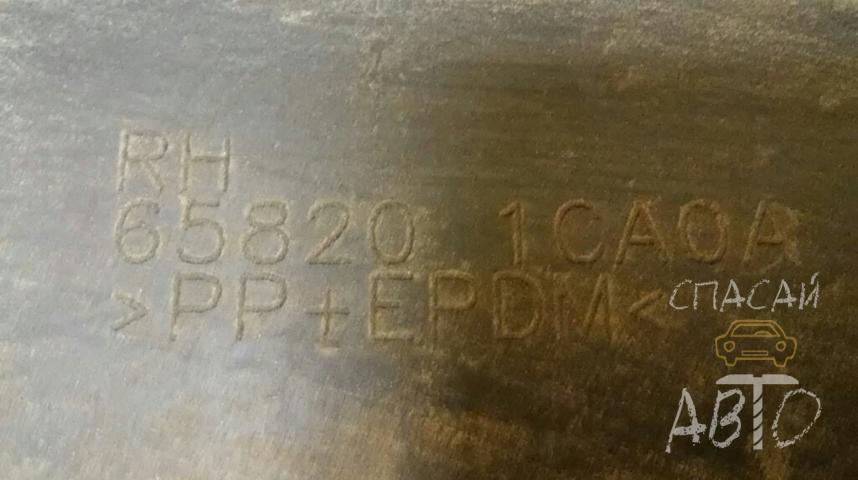 RH
65820 1CA0A
>PP+EPDM<
СПАСАЙ
АВТО